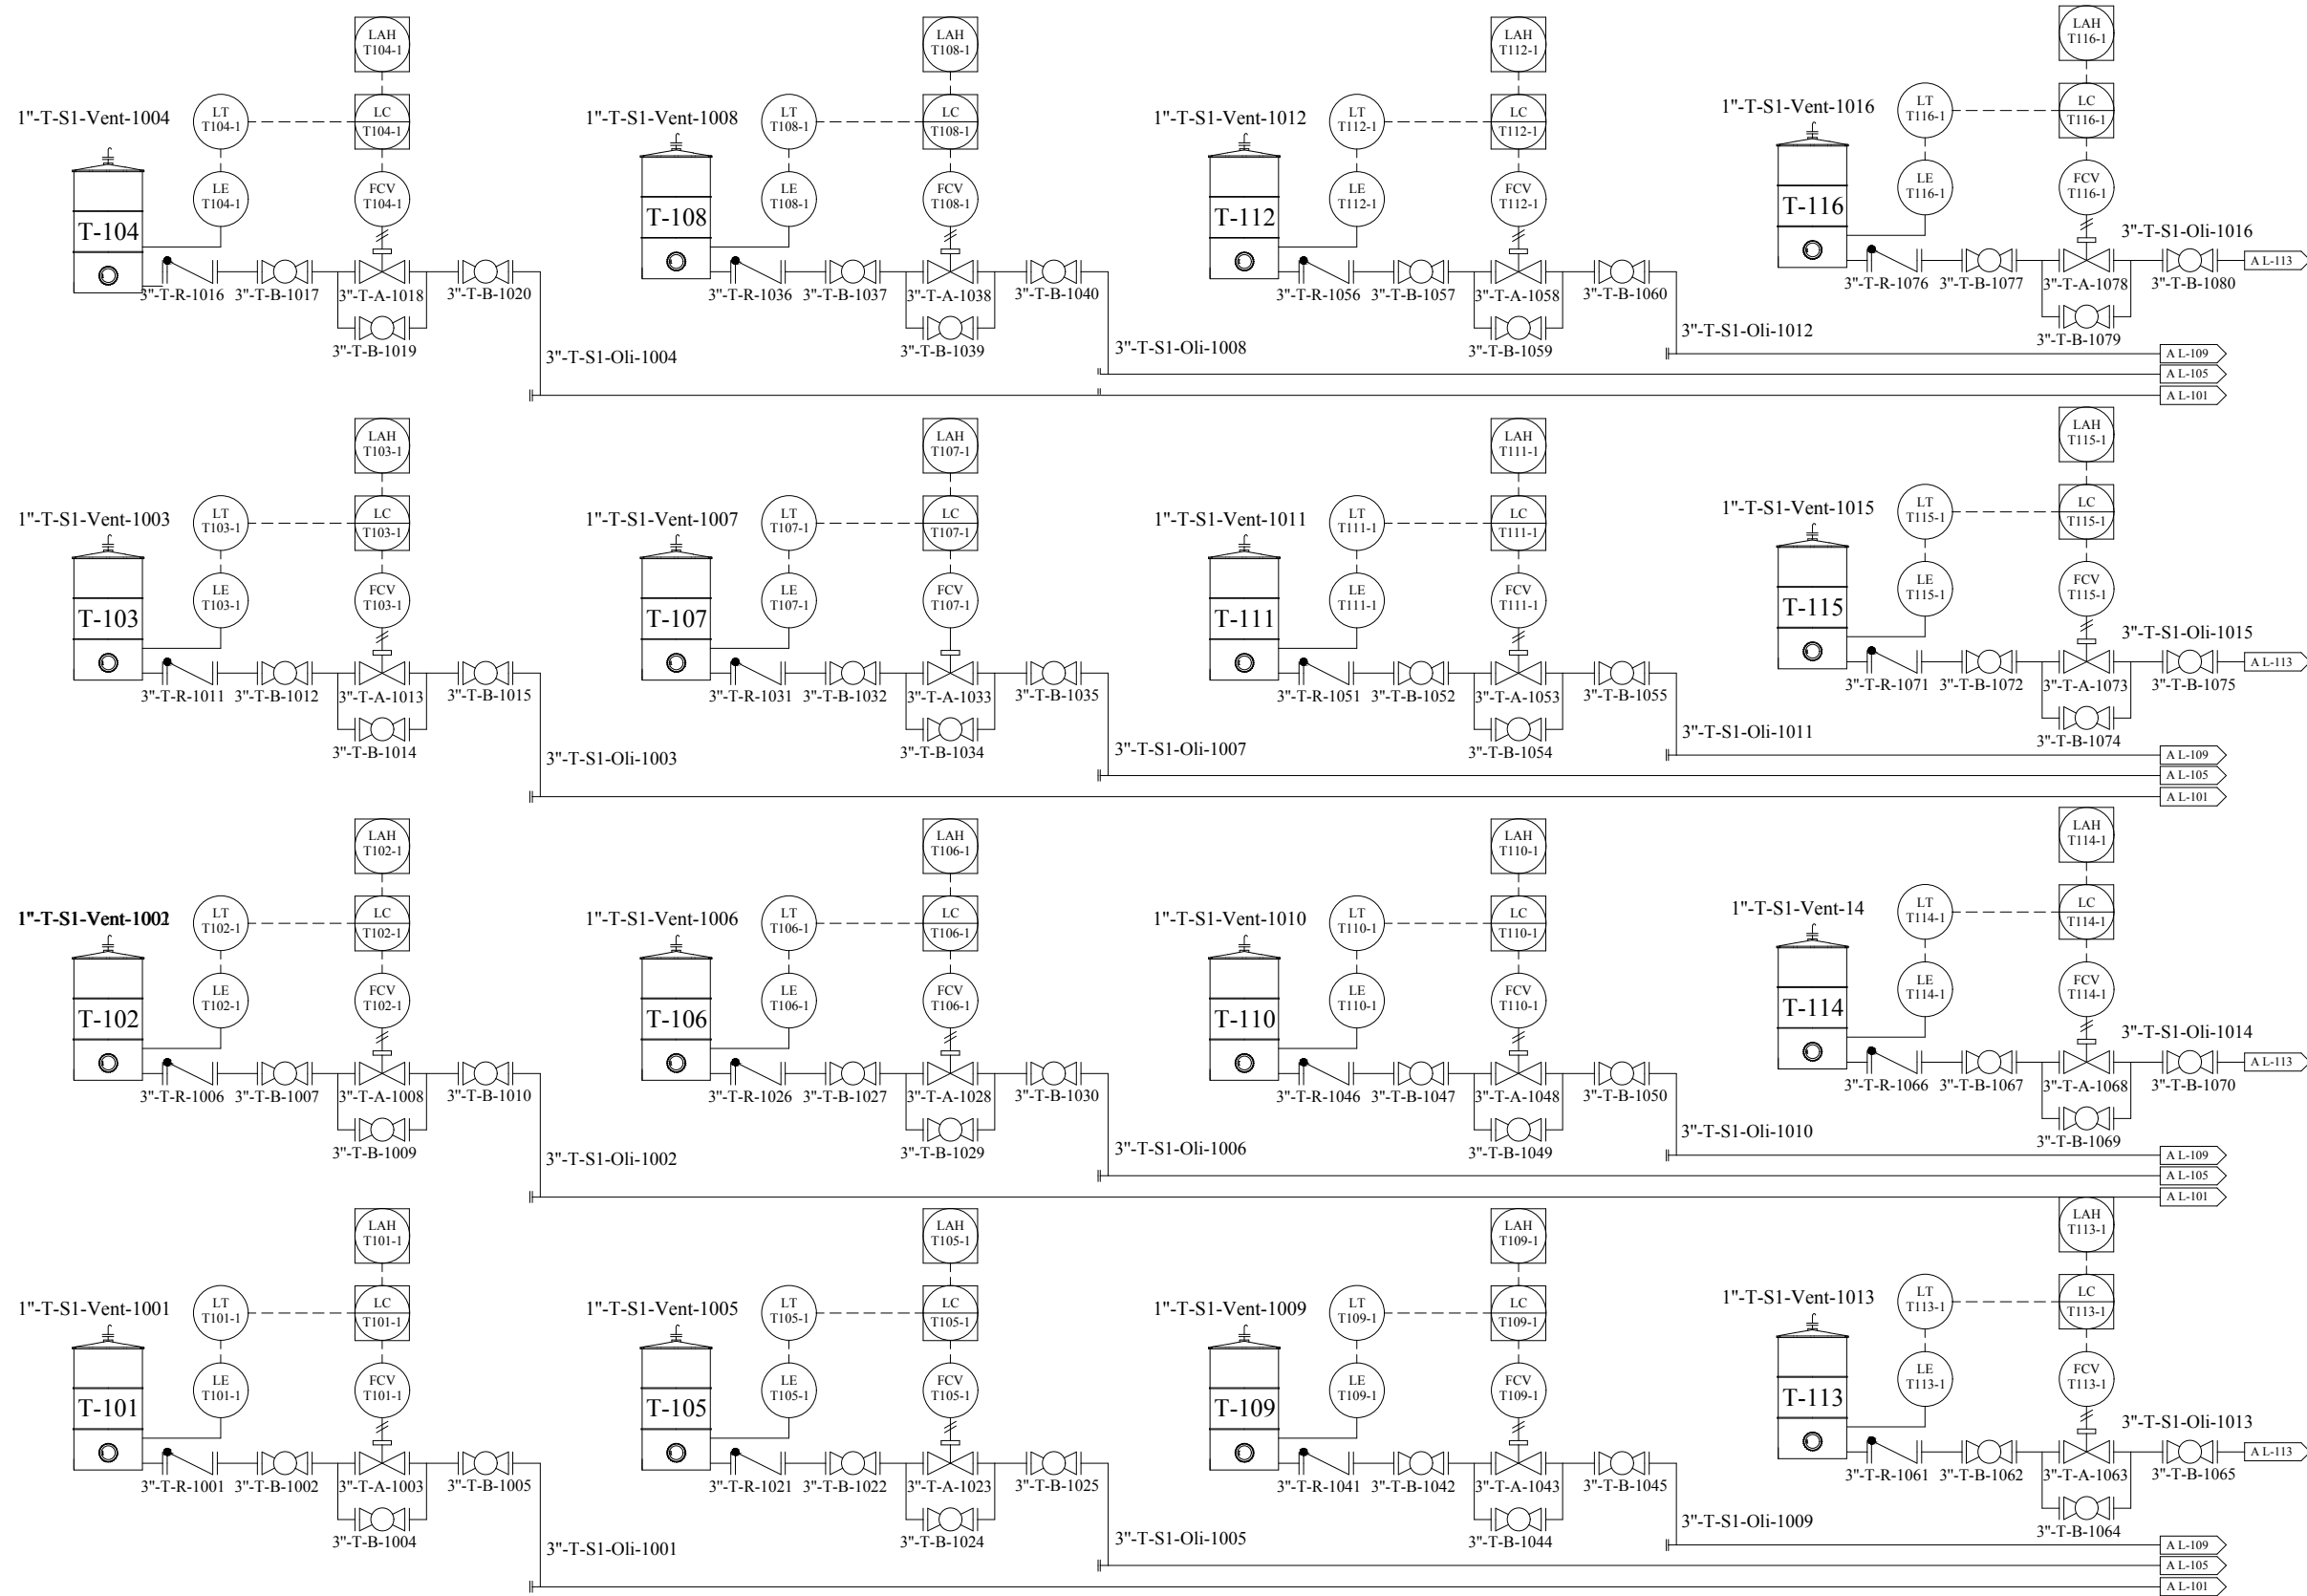 LAH
T104-1
LAH
T108-1
LAH
T112-1
LAH
T116-1
1"-T-S1-Vent-1004
LT
T104-1
LC
T104-1
1"-T-S1-Vent-1008
LT
T108-1
LC
T108-1
1"-T-S1-Vent-1012
LT
T112-1
LC
T112-1
1"-T-S1-Vent-1016
LT
T116-1
LC
T116-1
T-104
LE
T104-1
FCV
T104-1
T-108
LE
T108-1
FCV
T108-1
T-112
LE
T112-1
FCV
T112-1
T-116
LE
T116-1
FCV
T116-1
3"-T-S1-Oli-1016
A L-113
3"-T-R-1016
3"-T-B-1017
3"-T-A-1018
3"-T-B-1020
3"-T-R-1036
3"-T-B-1037
3"-T-A-1038
3"-T-B-1040
3"-T-R-1056
3"-T-B-1057
3"-T-A-1058
3"-T-B-1060
3"-T-R-1076
3"-T-B-1077
3"-T-A-1078
3"-T-B-1080
3"-T-B-1019
3"-T-S1-Oli-1004
3"-T-B-1039
3"-T-S1-Oli-1008
3"-T-B-1059
3"-T-S1-Oli-1012
3"-T-B-1079
A L-109
A L-105
A L-101
LAH
T103-1
LAH
T107-1
LAH
T111-1
LAH
T115-1
1"-T-S1-Vent-1003
LT
T103-1
LC
T103-1
1"-T-S1-Vent-1007
LT
T107-1
LC
T107-1
1"-T-S1-Vent-1011
LT
T111-1
LC
T111-1
1"-T-S1-Vent-1015
LT
T115-1
LC
T115-1
T-103
LE
T103-1
FCV
T103-1
T-107
LE
T107-1
FCV
T107-1
T-111
LE
T111-1
FCV
T111-1
T-115
LE
T115-1
FCV
T115-1
3"-T-S1-Oli-1015
A L-113
3"-T-R-1011
3"-T-B-1012
3"-T-A-1013
3"-T-B-1015
3"-T-R-1031
3"-T-B-1032
3"-T-A-1033
3"-T-B-1035
3"-T-R-1051
3"-T-B-1052
3"-T-A-1053
3"-T-B-1055
3"-T-R-1071
3"-T-B-1072
3"-T-A-1073
3"-T-B-1075
3"-T-B-1014
3"-T-S1-Oli-1003
3"-T-B-1034
3"-T-S1-Oli-1007
3"-T-B-1054
3"-T-S1-Oli-1011
3"-T-B-1074
A L-109
A L-105
A L-101
LAH
T102-1
LAH
T106-1
LAH
T110-1
LAH
T114-1
1"-T-S1-Vent-1002
LT
T102-1
LC
T102-1
1"-T-S1-Vent-1006
LT
T106-1
LC
T106-1
1"-T-S1-Vent-1010
LT
T110-1
LC
T110-1
1"-T-S1-Vent-14
LT
T114-1
LC
T114-1
T-102
LE
T102-1
FCV
T102-1
T-106
LE
T106-1
FCV
T106-1
T-110
LE
T110-1
FCV
T110-1
T-114
LE
T114-1
FCV
T114-1
3"-T-S1-Oli-1014
A L-113
3"-T-R-1006
3"-T-B-1007
3"-T-A-1008
3"-T-B-1010
3"-T-R-1026
3"-T-B-1027
3"-T-A-1028
3"-T-B-1030
3"-T-R-1046
3"-T-B-1047
3"-T-A-1048
3"-T-B-1050
3"-T-R-1066
3"-T-B-1067
3"-T-A-1068
3"-T-B-1070
3"-T-B-1009
3"-T-S1-Oli-1002
3"-T-B-1029
3"-T-S1-Oli-1006
3"-T-B-1049
3"-T-S1-Oli-1010
3"-T-B-1069
A L-109
A L-105
A L-101
LAH
T101-1
LAH
T105-1
LAH
T109-1
LAH
T113-1
1"-T-S1-Vent-1001
LT
T101-1
LC
T101-1
1"-T-S1-Vent-1005
LT
T105-1
LC
T105-1
1"-T-S1-Vent-1009
LT
T109-1
LC
T109-1
1"-T-S1-Vent-1013
LT
T113-1
LC
T113-1
T-101
LE
T101-1
FCV
T101-1
T-105
LE
T105-1
FCV
T105-1
T-109
LE
T109-1
FCV
T109-1
T-113
LE
T113-1
FCV
T113-1
3"-T-S1-Oli-1013
A L-113
3"-T-R-1001
3"-T-B-1002
3"-T-A-1003
3"-T-B-1005
3"-T-R-1021
3"-T-B-1022
3"-T-A-1023
3"-T-B-1025
3"-T-R-1041
3"-T-B-1042
3"-T-A-1043
3"-T-B-1045
3"-T-R-1061
3"-T-B-1062
3"-T-A-1063
3"-T-B-1065
3"-T-B-1004
3"-T-S1-Oli-1001
3"-T-B-1024
3"-T-S1-Oli-1005
3"-T-B-1044
3"-T-S1-Oli-1009
3"-T-B-1064
A L-109
A L-105
A L-101